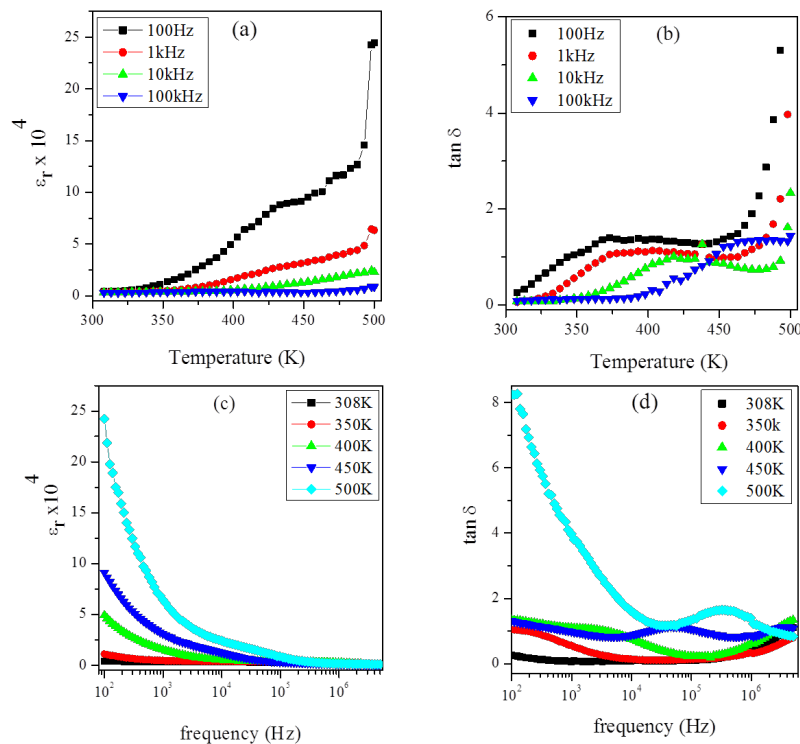 (a)
100Hz
1kHz
10kHz
100kHz
25
20
15
10
5
0
εr x 10 4
300
350
400
450
500
Temperature (K)
(b)
100Hz
1kHz
10kHz
100kHz
6
4
2
0
tan δ
300
350
400
450
500
Temperature (K)
(c)
308K
350K
400K
450K
500K
25
20
15
10
5
0
εr x10 4
10^2
10^3
10^4
10^5
10^6
frequency (Hz)
(d)
308K
350k
400K
450K
500K
8
6
4
2
0
tan δ
10^2
10^3
10^4
10^5
10^6
frequency (Hz)